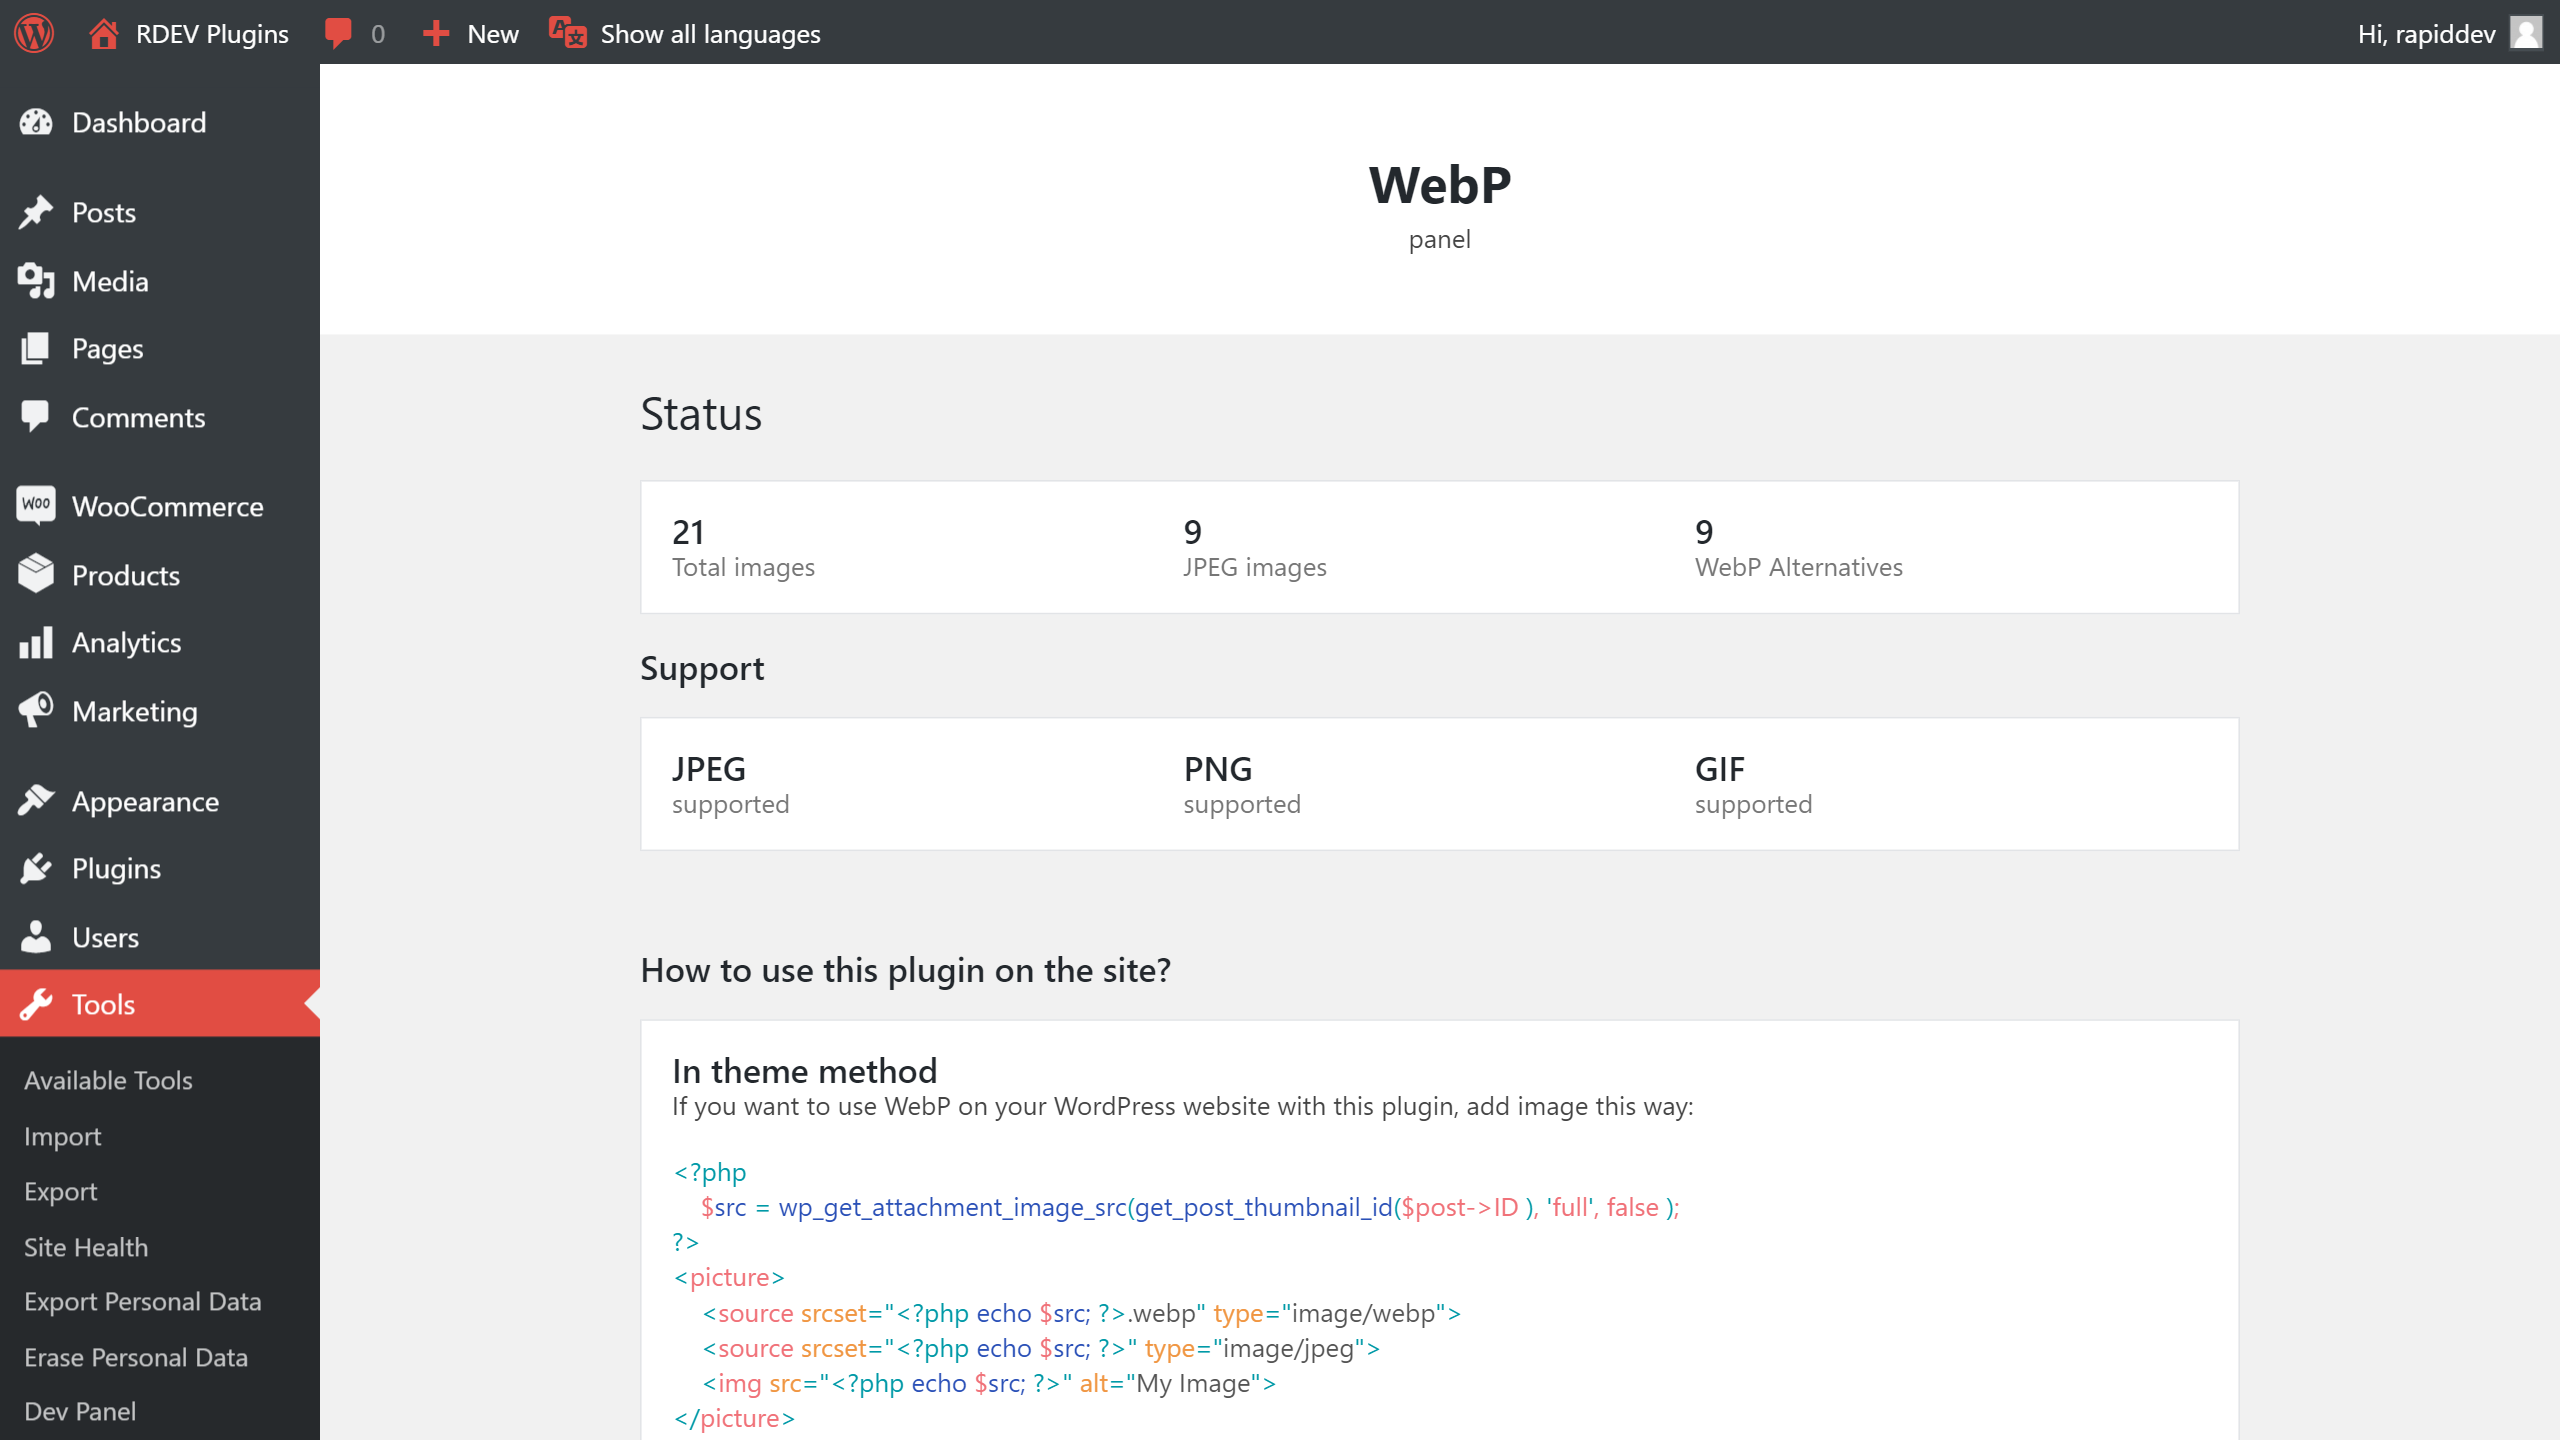 RDEV Plugins
0
New
Show all languages
Hi, rapiddev
Dashboard
Posts
Media
Pages
Comments
Woo
WooCommerce
Products
Analytics
Marketing
Appearance
Plugins
Users
Tools
Available Tools
Import
Export
Site Health
Export Personal Data
Erase Personal Data
Dev Panel
WebP
panel
Status
21
Total images
9
JPEG images
9
WebP Alternatives
Support
JPEG
supported
PNG
supported
GIF
supported
How to use this plugin on the site?
In theme method
If you want to use WebP on your WordPress website with this plugin, add image this way:
<?php
$src = wp_get_attachment_image_src(get_post_thumbnail_id($post->ID ), 'full', false );
?>
<picture>
<source srcset="<?php echo $src; ?>.webp" type="image/webp">
<source srcset="<?php echo $src; ?>" type="image/jpeg">
<img src="<?php echo $src; ?>" alt="My Image">
</picture>